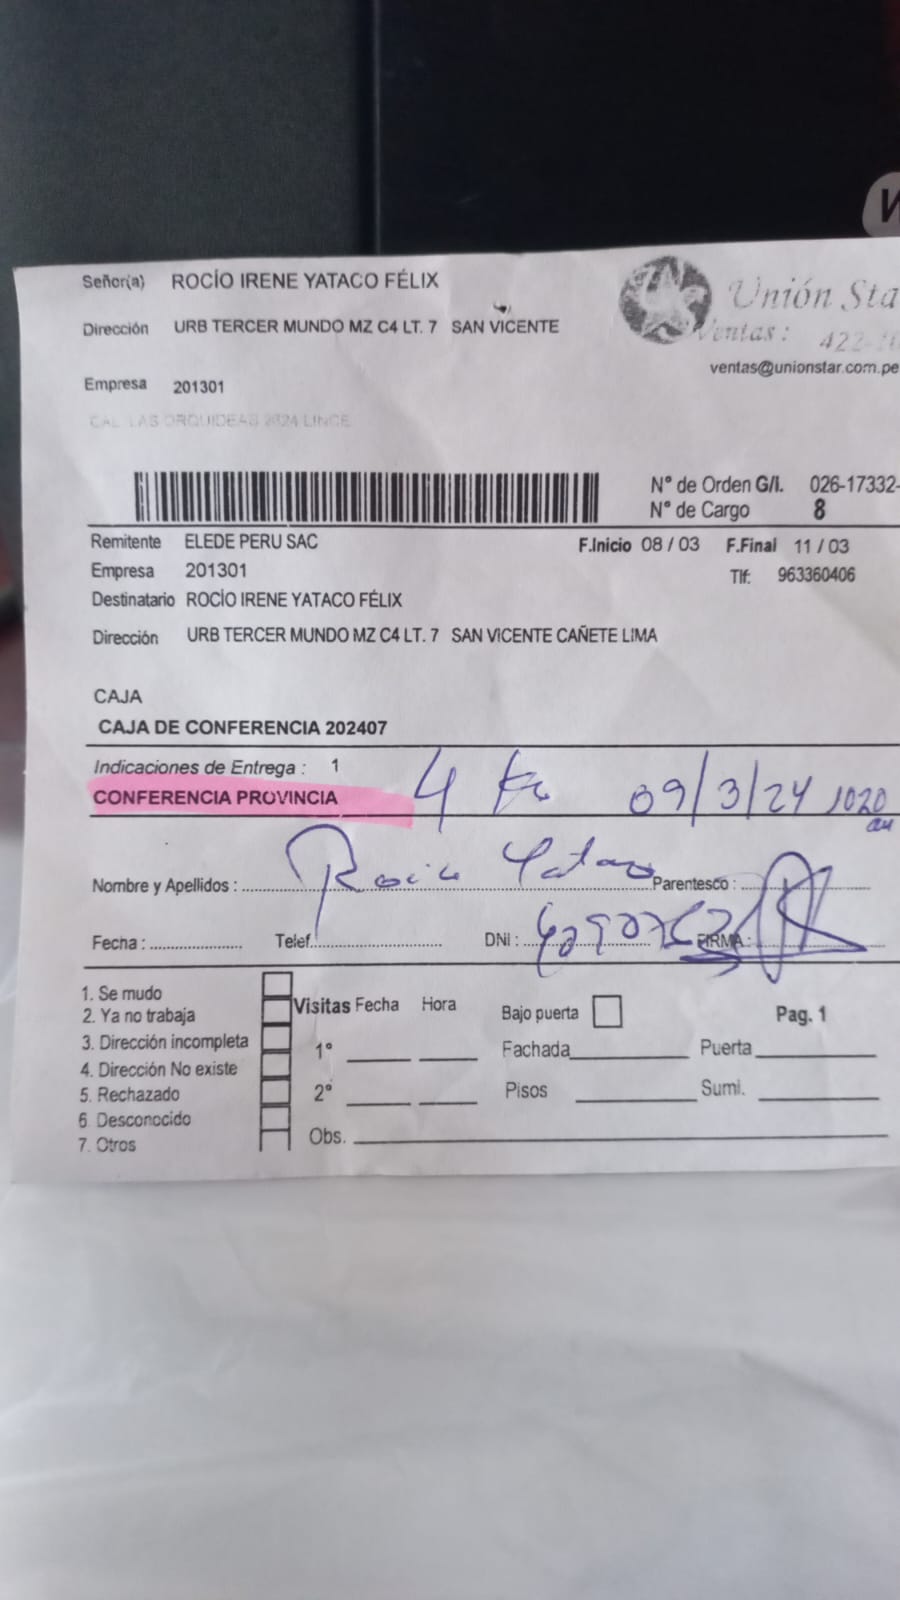 Señor(a) ROCÍO IRENE YATACO FÉLIX
Unión Sta
Dirección URB TERCER MUNDO MZ C4 LT. 7 SAN VICENTE
Ventas: 422-10
ventas@unionstar.com.pe
Empresa 201301
CAL. LAS ORQUIDEAS 2624 LINCE
N° de Orden G/I. 026-17332-
N° de Cargo 8
Remitente ELEDE PERU SAC F.Inicio 08 / 03 F.Final 11 / 03
Empresa 201301 Tlf: 963360406
Destinatario ROCÍO IRENE YATACO FÉLIX
Dirección URB TERCER MUNDO MZ C4 LT. 7 SAN VICENTE CAÑETE LIMA
CAJA
CAJA DE CONFERENCIA 202407
Indicaciones de Entrega : 1
CONFERENCIA PROVINCIA 4 09/3/24 1020
Nombre y Apellidos : Rocio Yataco Parentesco :
Fecha : Telef. DNI : FIRMA :
1. Se mudo
2. Ya no trabaja
3. Dirección incompleta
4. Dirección No existe
5. Rechazado
6. Desconocido
7. Otros
Visitas Fecha Hora
1°
2°
Obs.
Bajo puerta Pag. 1
Fachada Puerta
Pisos Sumi.